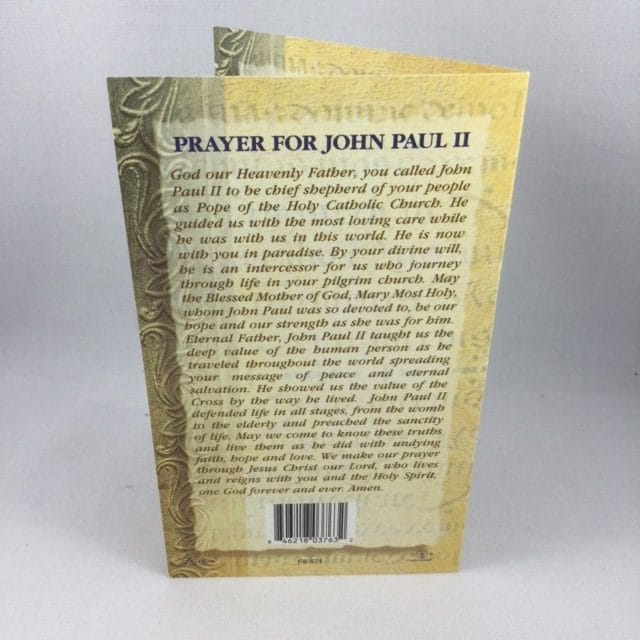 PRAYER FOR JOHN PAUL II
God our Heavenly Father, you called John
Paul II to be chief shepherd of your people
as Pope of the Holy Catholic Church. He
guided us with the most loving care while
he was with us in this world. He is now
with you in paradise. By your divine will,
he is an intercessor for us who journey
through life in your pilgrim church. May
the Blessed Mother of God, Mary Most Holy,
whom John Paul was so devoted to, be our
hope and our strength as she was for him.
Eternal Father, John Paul II taught us the
deep value of the human person as he
traveled throughout the world spreading
your message of peace and eternal
salvation. He showed us the value of the
Cross by the way he lived. John Paul II
defended life in all stages, from the womb
to the elderly and preached the sanctity
of life. May we come to know these truths
and live them as he did with undying
faith, hope and love. We make our prayer
through Jesus Christ our Lord, who lives
and reigns with you and the Holy Spirit,
one God forever and ever. Amen.
8 46218 03763 2
FS-571